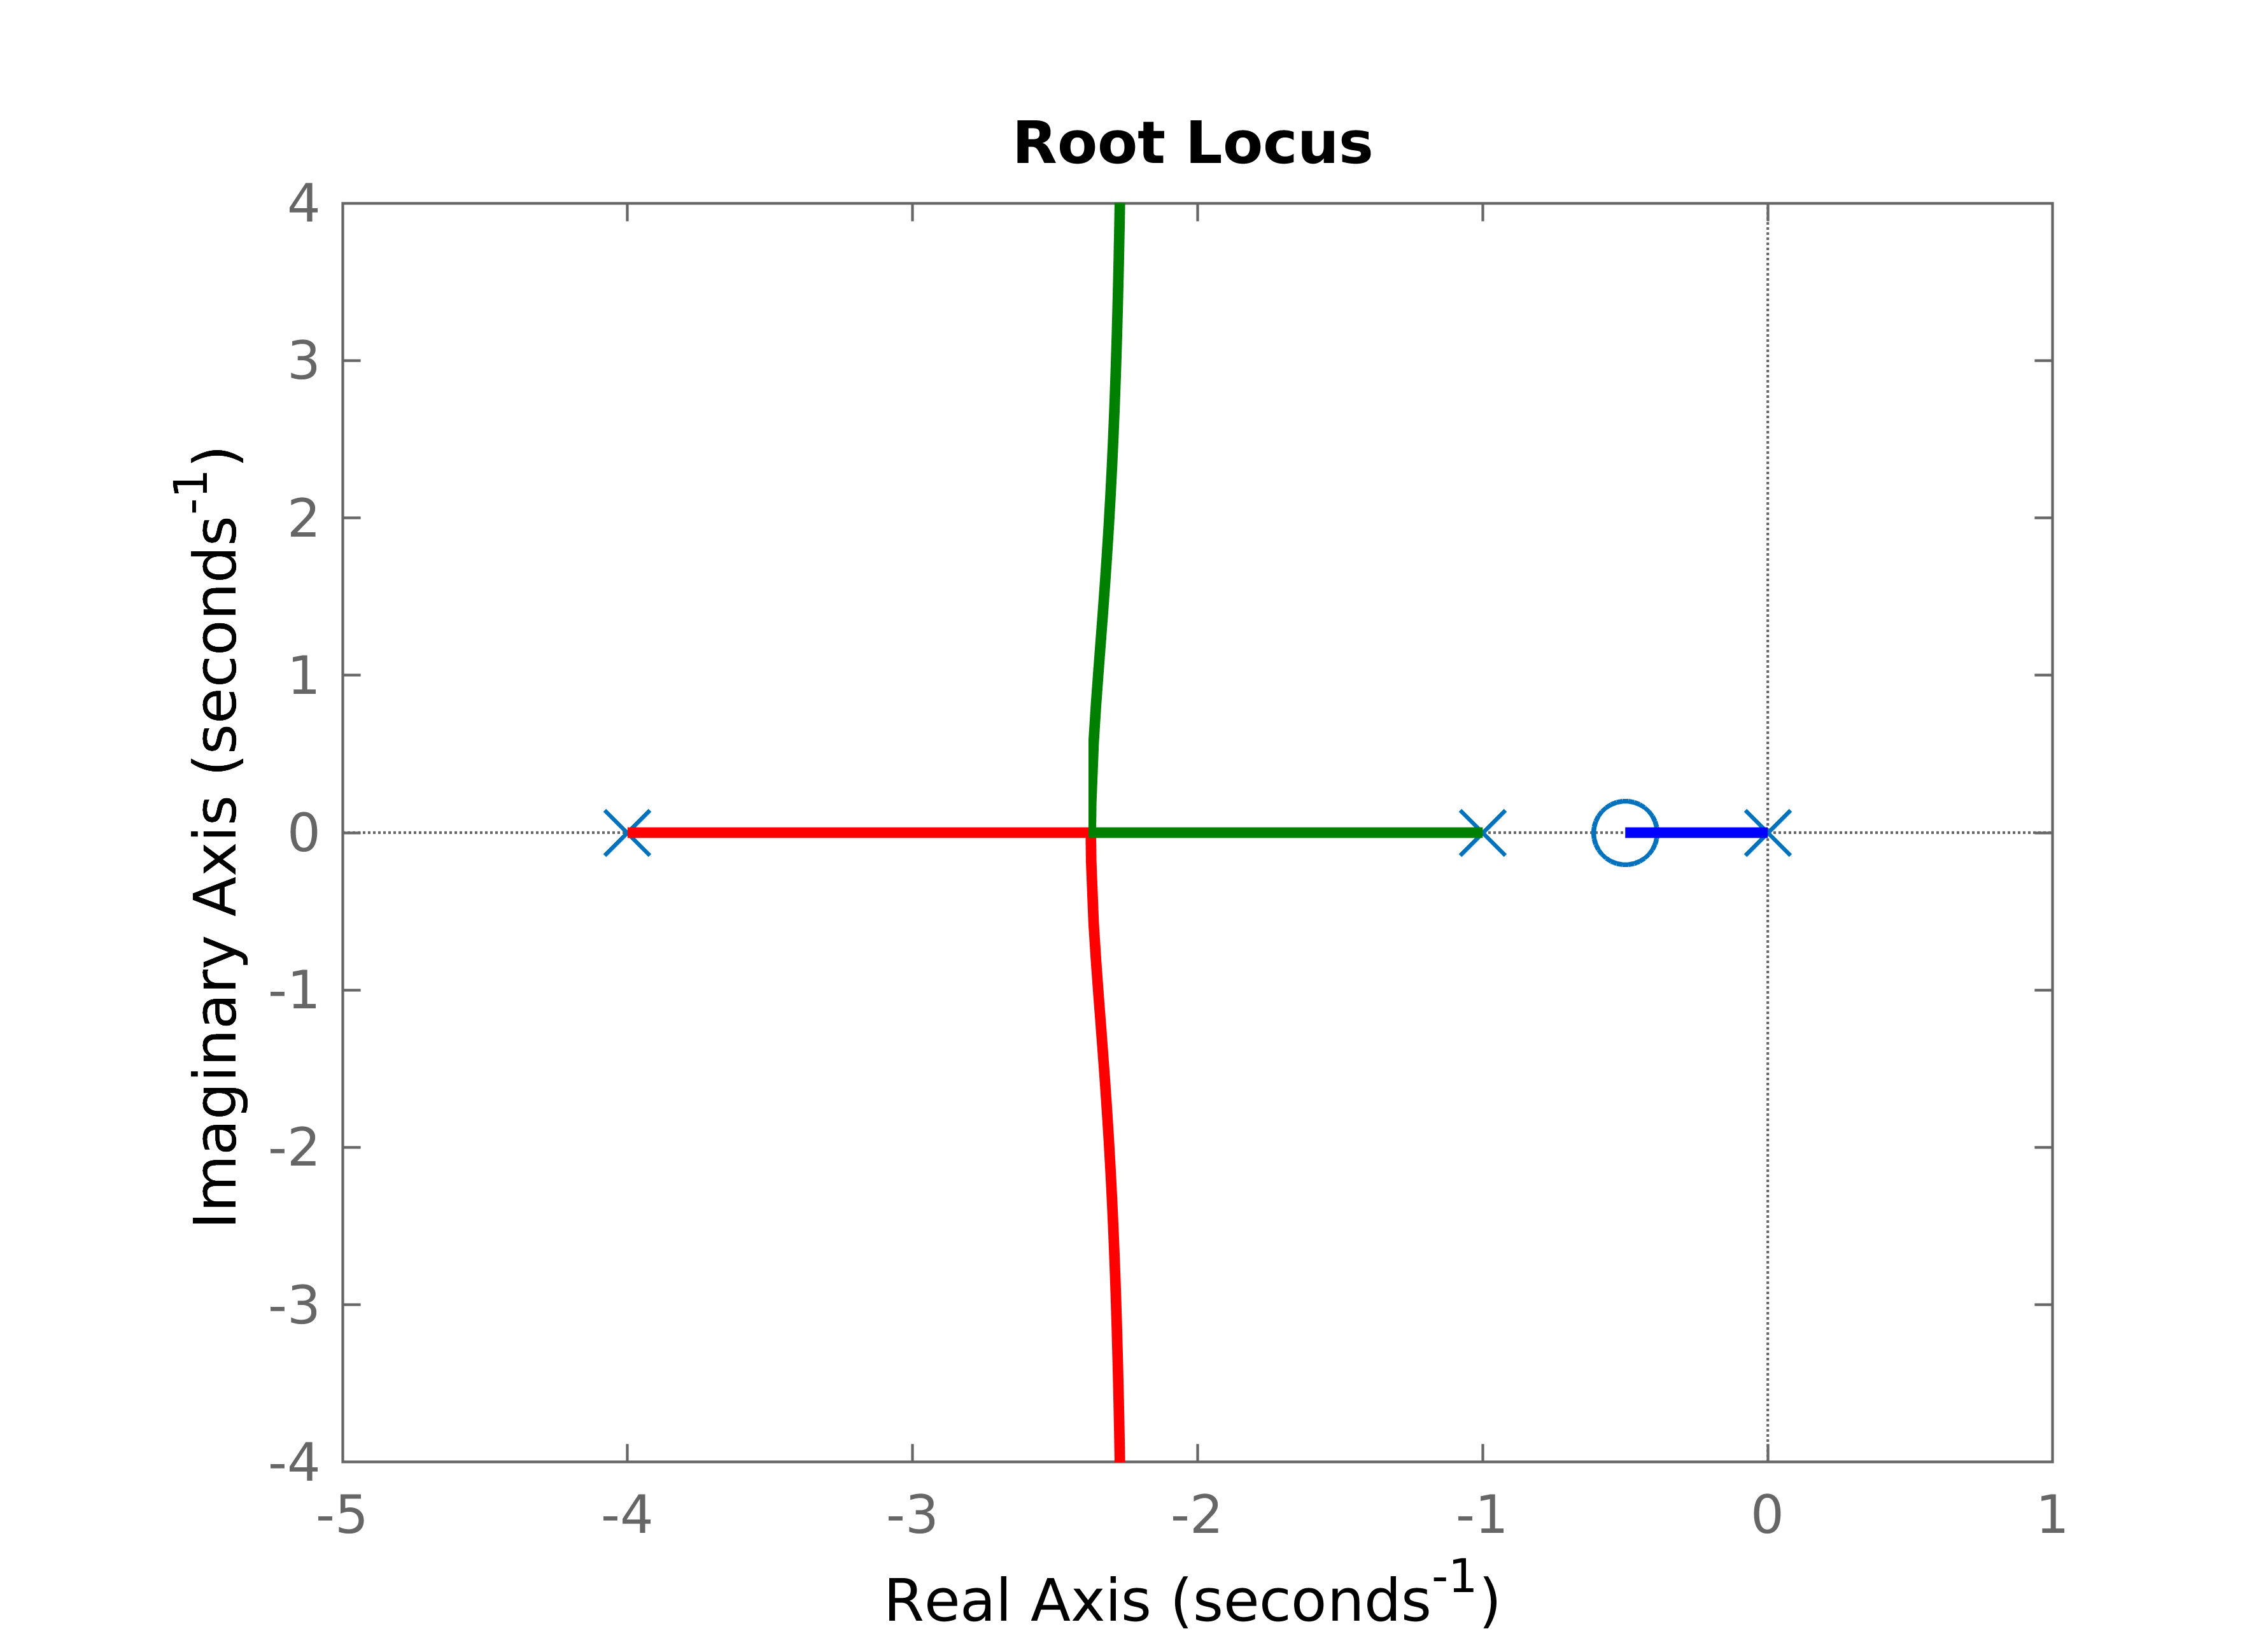 Root Locus
4
3
2
1
0
-1
-2
-3
-4
Imaginary Axis (seconds⁻¹)
-5 -4 -3 -2 -1 0 1
Real Axis (seconds⁻¹)